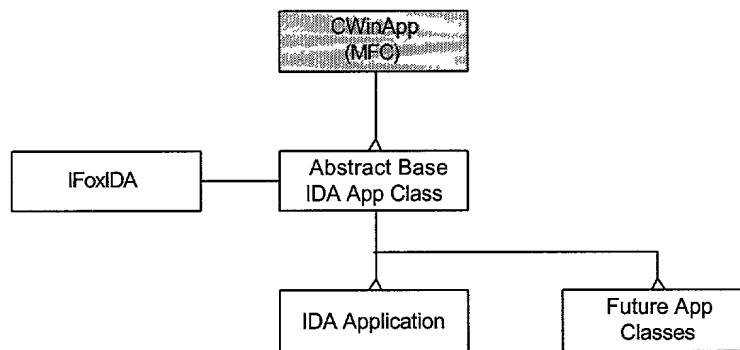 CWinApp
(MFC)
IFoxIDA
Abstract Base
IDA App Class
IDA Application
Future App
Classes